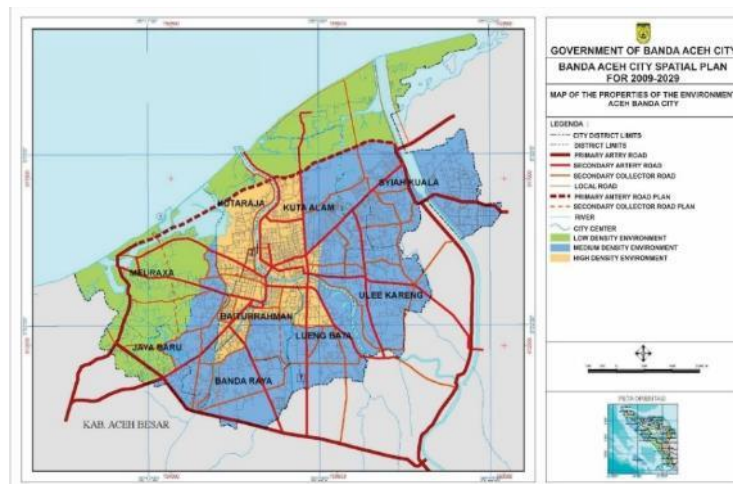 GOVERNMENT OF BANDA ACEH CITY
BANDA ACEH CITY SPATIAL PLAN
FOR 2009-2029
MAP OF THE PROPERTIES OF THE ENVIRONMENT
ACEH BANDA CITY
LEGENDA :
CITY DISTRICT LIMITS
DISTRICT LIMITS
PRIMARY ARTERY ROAD
SECONDARY ARTERY ROAD
SECONDARY COLLECTOR ROAD
LOCAL ROAD
PRIMARY ANTERY ROAD PLAN
SECONDARY COLLECTOR ROAD PLAN
RIVER
CITY CENTER
LOW DENSITY ENVIRONMENT
MEDIUM DENSITY ENVIRONMENT
HIGH DENSITY ENVIRONMENT
PETA ORIENTASI
SYIAH KUALA
KUTARAJA
KUTA ALAM
MEURAXA
ULEE KARENG
BAITURRAHMAN
LUENG BATA
JAYA BARU
BANDA RAYA
KAB. ACEH BESAR